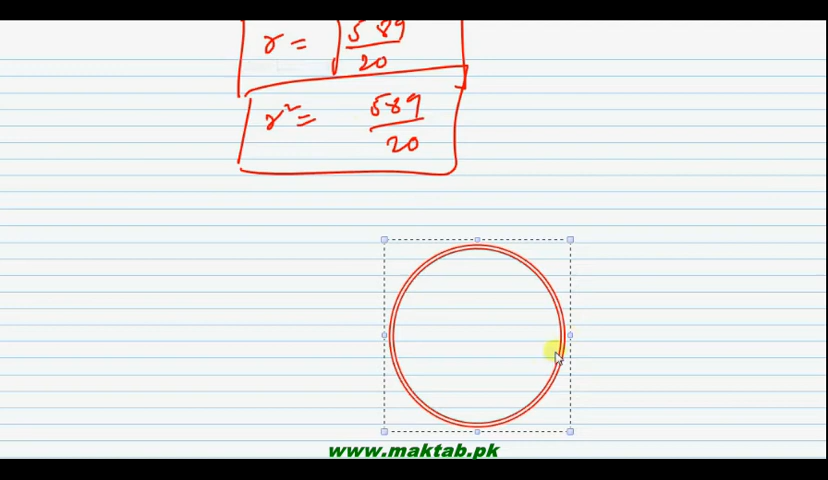 r = √589/20
r² = 589/20
www.maktab.pk